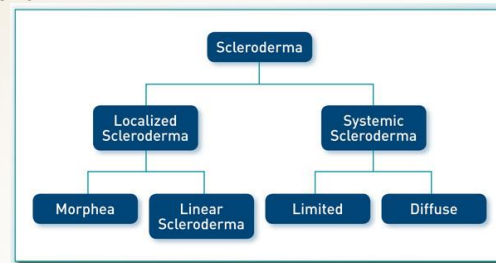 Scleroderma
Localized
Scleroderma
Systemic
Scleroderma
Morphea
Linear
Scleroderma
Limited
Diffuse